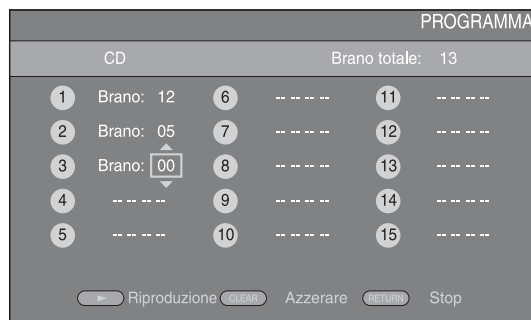 PROGRAMMA
CD Brano totale: 13
1 Brano: 12 6 -- -- -- -- 11 -- -- -- --
2 Brano: 05 7 -- -- -- -- 12 -- -- -- --
3 Brano: 00 8 -- -- -- -- 13 -- -- -- --
4 -- -- -- -- 9 -- -- -- -- 14 -- -- -- --
5 -- -- -- -- 10 -- -- -- -- 15 -- -- -- --
Riproduzione CLEAR Azzerare RETURN Stop